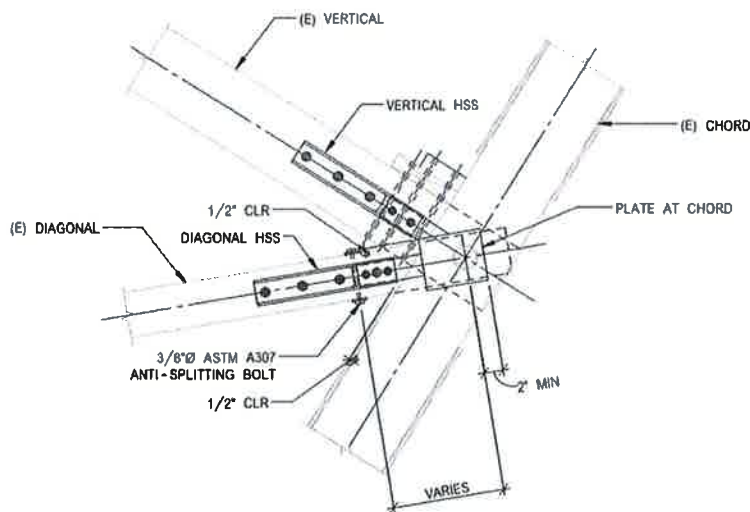 (E) VERTICAL
VERTICAL HSS
(E) CHORD
1/2" CLR
PLATE AT CHORD
(E) DIAGONAL
DIAGONAL HSS
3/8"Ø ASTM A307
ANTI-SPLITTING BOLT
1/2" CLR
2" MIN
VARIES